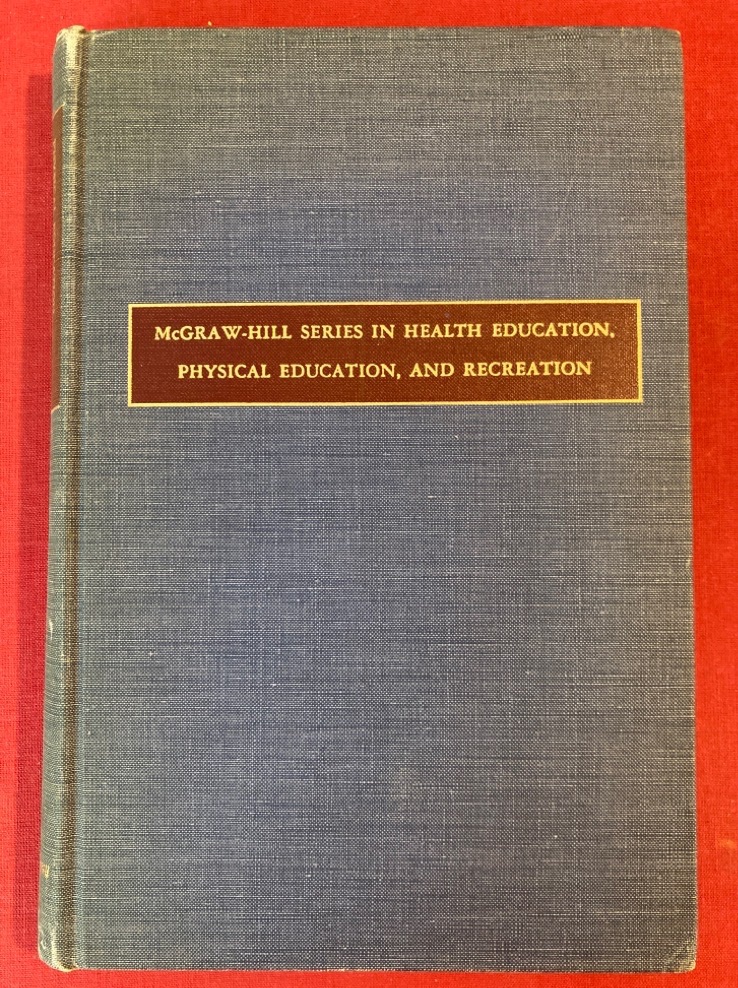 McGRAW-HILL SERIES IN HEALTH EDUCATION,
PHYSICAL EDUCATION, AND RECREATION